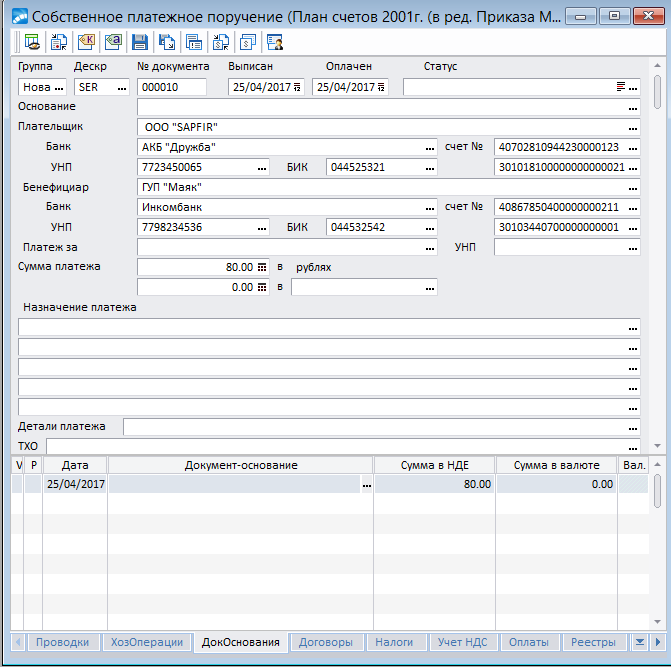 Собственное платежное поручение (План счетов 2001г. (в ред. Приказа М...
Группа Дескр № документа Выписан Оплачен Статус
Нова ... SER ... 000010 25/04/2017 25/04/2017 ...
Основание ...
Плательщик ООО "SAPFIR" ...
Банк АКБ "Дружба" ... счет № 40702810944230000123 ...
УНП 7723450065 ... БИК 044525321 ... 301018100000000000021 ...
Бенефициар ГУП "Маяк" ...
Банк Инкомбанк ... счет № 40867850400000000211 ...
УНП 7798234536 ... БИК 044532542 ... 30103440700000000001 ...
Платеж за ... УНП ...
Сумма платежа 80.00 в рублях
0.00 в ...
Назначение платежа
...
...
...
...
...
Детали платежа ...
ТХО ...
V Р Дата Документ-основание Сумма в НДЕ Сумма в валюте Вал.
25/04/2017 ... 80.00 0.00
Проводки ХозОперации ДокОснования Договоры Налоги Учет НДС Оплаты Реестры